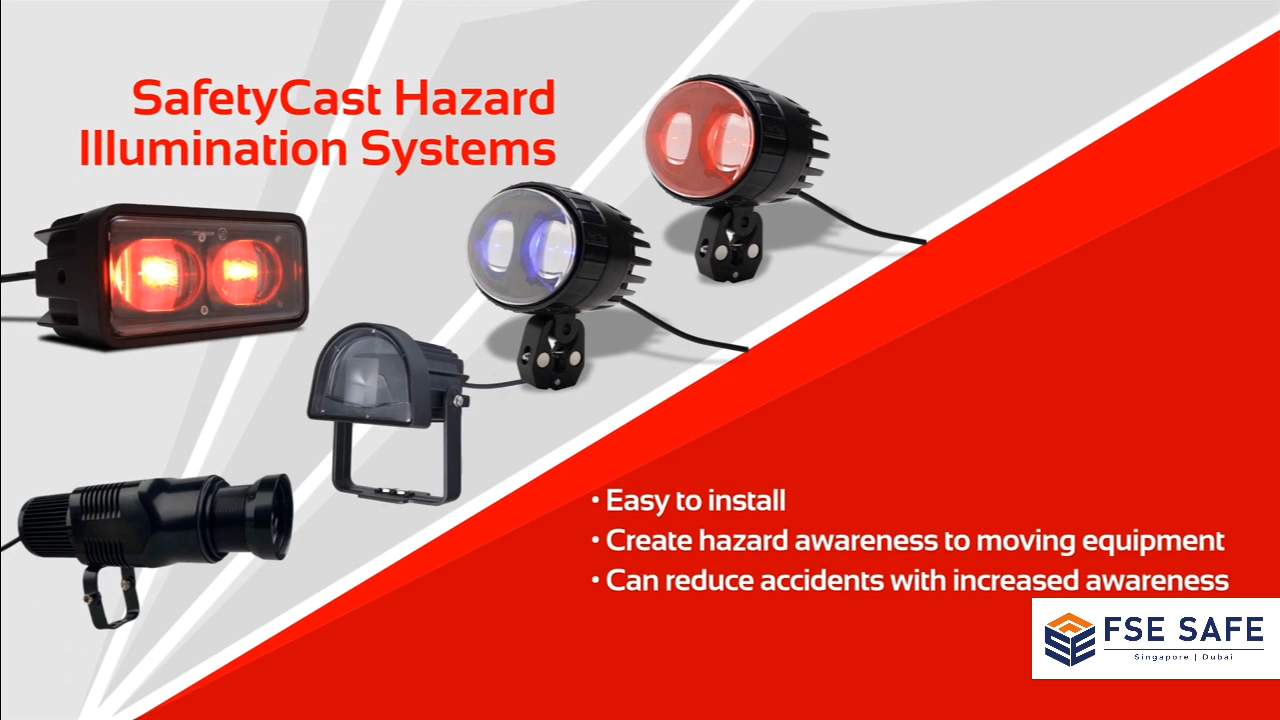 SafetyCast Hazard
Illumination Systems
• Easy to install
• Create hazard awareness to moving equipment
• Can reduce accidents with increased awareness
FSE SAFE
Singapore | Dubai